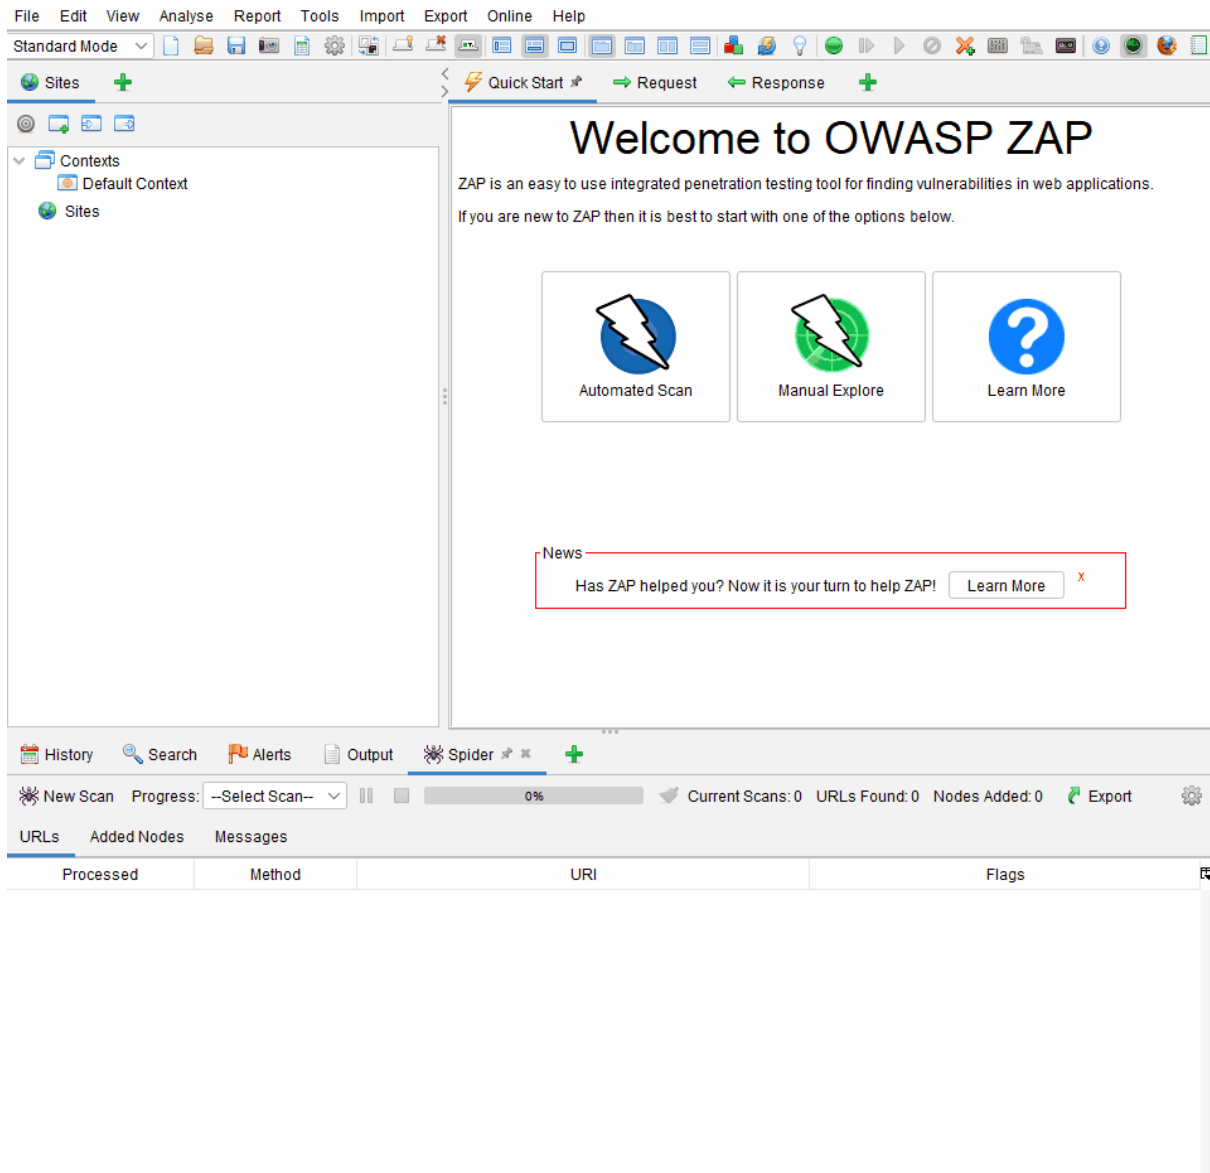 File Edit View Analyse Report Tools Import Export Online Help
Standard Mode
Sites
Quick Start Request Response
Contexts
Default Context
Sites
Welcome to OWASP ZAP
ZAP is an easy to use integrated penetration testing tool for finding vulnerabilities in web applications.
If you are new to ZAP then it is best to start with one of the options below.
Automated Scan Manual Explore Learn More
News
Has ZAP helped you? Now it is your turn to help ZAP! Learn More X
History Search Alerts Output Spider
New Scan Progress: --Select Scan-- 0% Current Scans: 0 URLs Found: 0 Nodes Added: 0 Export
URLs Added Nodes Messages
Processed Method URI Flags